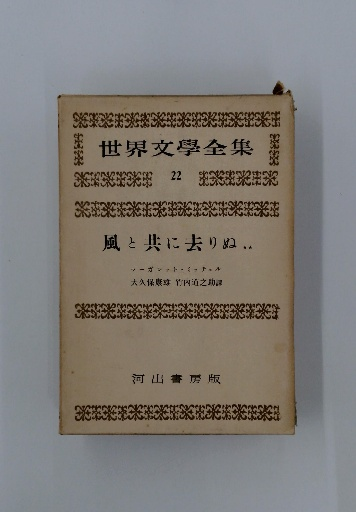 世界文學全集
22
風と共に去りぬ
マーガレット・ミッチェル
大久保康雄 竹内道之助譯
河出書房版